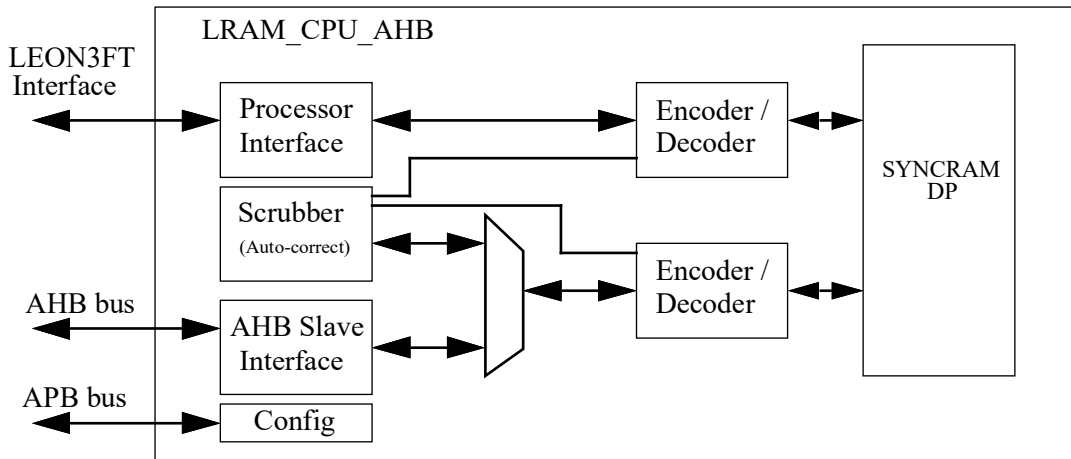 LRAM_CPU_AHB
LEON3FT
Interface
Processor
Interface
Encoder /
Decoder
SYNCRAM
DP
Scrubber
(Auto-correct)
Encoder /
Decoder
AHB bus
AHB Slave
Interface
APB bus
Config